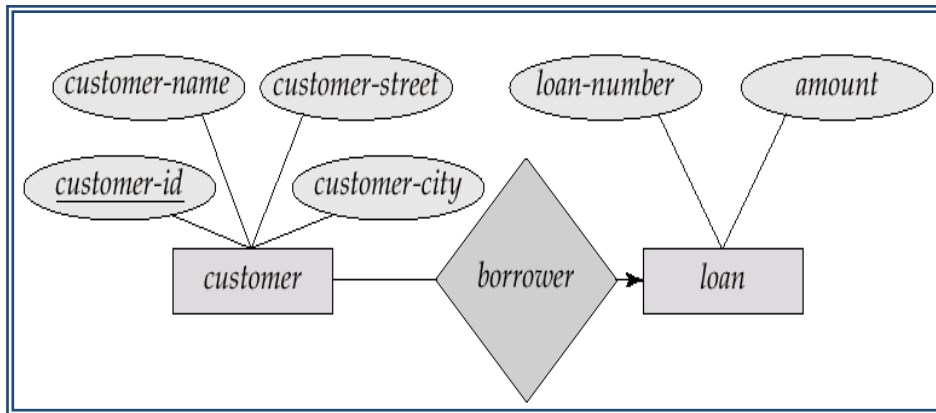 customer-name
customer-street
loan-number
amount
customer-id
customer-city
customer
borrower
loan